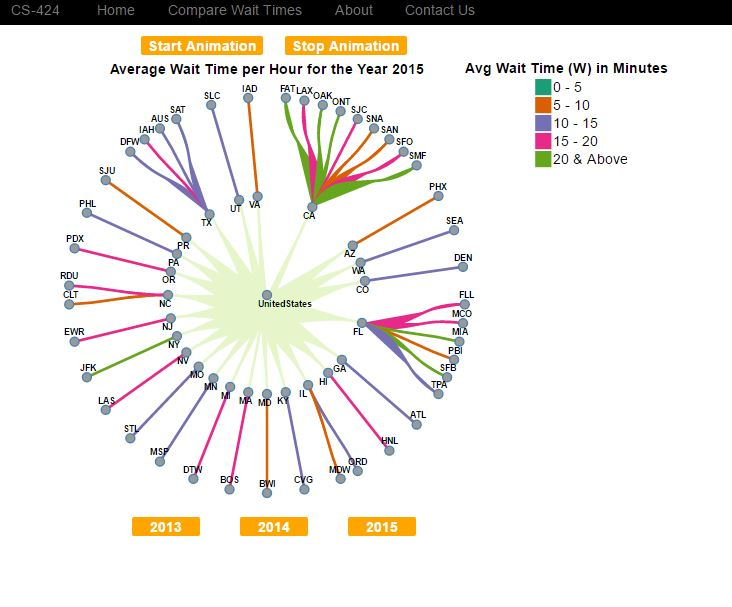 CS-424 Home Compare Wait Times About Contact Us
Start Animation Stop Animation
Average Wait Time per Hour for the Year 2015
Avg Wait Time (W) in Minutes
0 - 5
5 - 10
10 - 15
15 - 20
20 & Above
IAD
FAT
LAX
OAK
ONT
SJC
SNA
SAN
SFO
SMF
SLC
SAT
AUS
IAH
DFW
SJU
PHL
PDX
RDU
CLT
EWR
JFK
LAS
STL
MSP
DTW
BOS
BWI
CVG
MDW
ORD
HNL
ATL
TPA
SFB
PBI
MIA
MCO
FLL
DEN
SEA
PHX
TX
UT
VA
CA
AZ
WA
CO
FL
GA
HI
IL
KY
MD
MA
MI
MN
MO
NV
NY
NJ
NC
OR
PA
PR
UnitedStates
2013 2014 2015